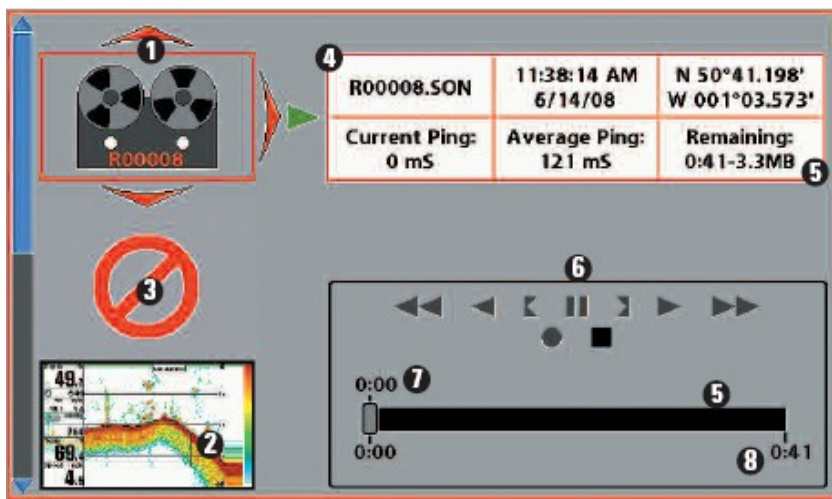 1
R00008
4
R00008.SON
11:38:14 AM
6/14/08
N 50°41.198'
W 001°03.573'
Current Ping:
0 mS
Average Ping:
121 mS
Remaining:
0:41-3.3MB
5
3
6
49.
2
69.
4.
0:00
7
5
0:00
8
0:41